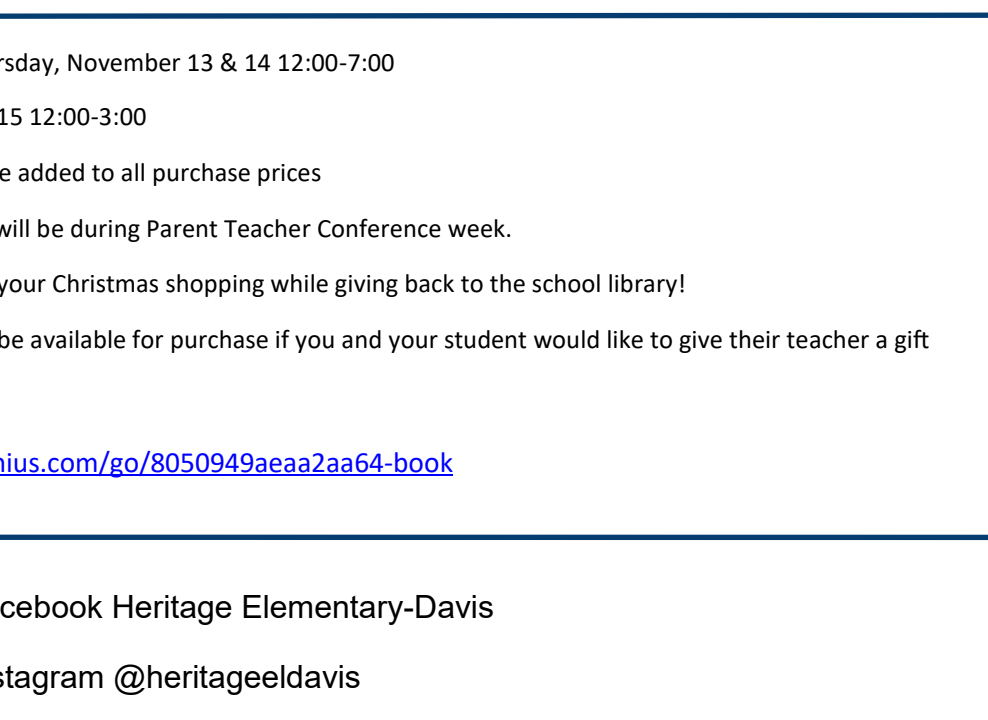 rsday, November 13 & 14 12:00-7:00
15 12:00-3:00
e added to all purchase prices
will be during Parent Teacher Conference week.
your Christmas shopping while giving back to the school library!
be available for purchase if you and your student would like to give their teacher a gift
nius.com/go/8050949aeaa2aa64-book
cebook Heritage Elementary-Davis
stagram @heritageeldavis